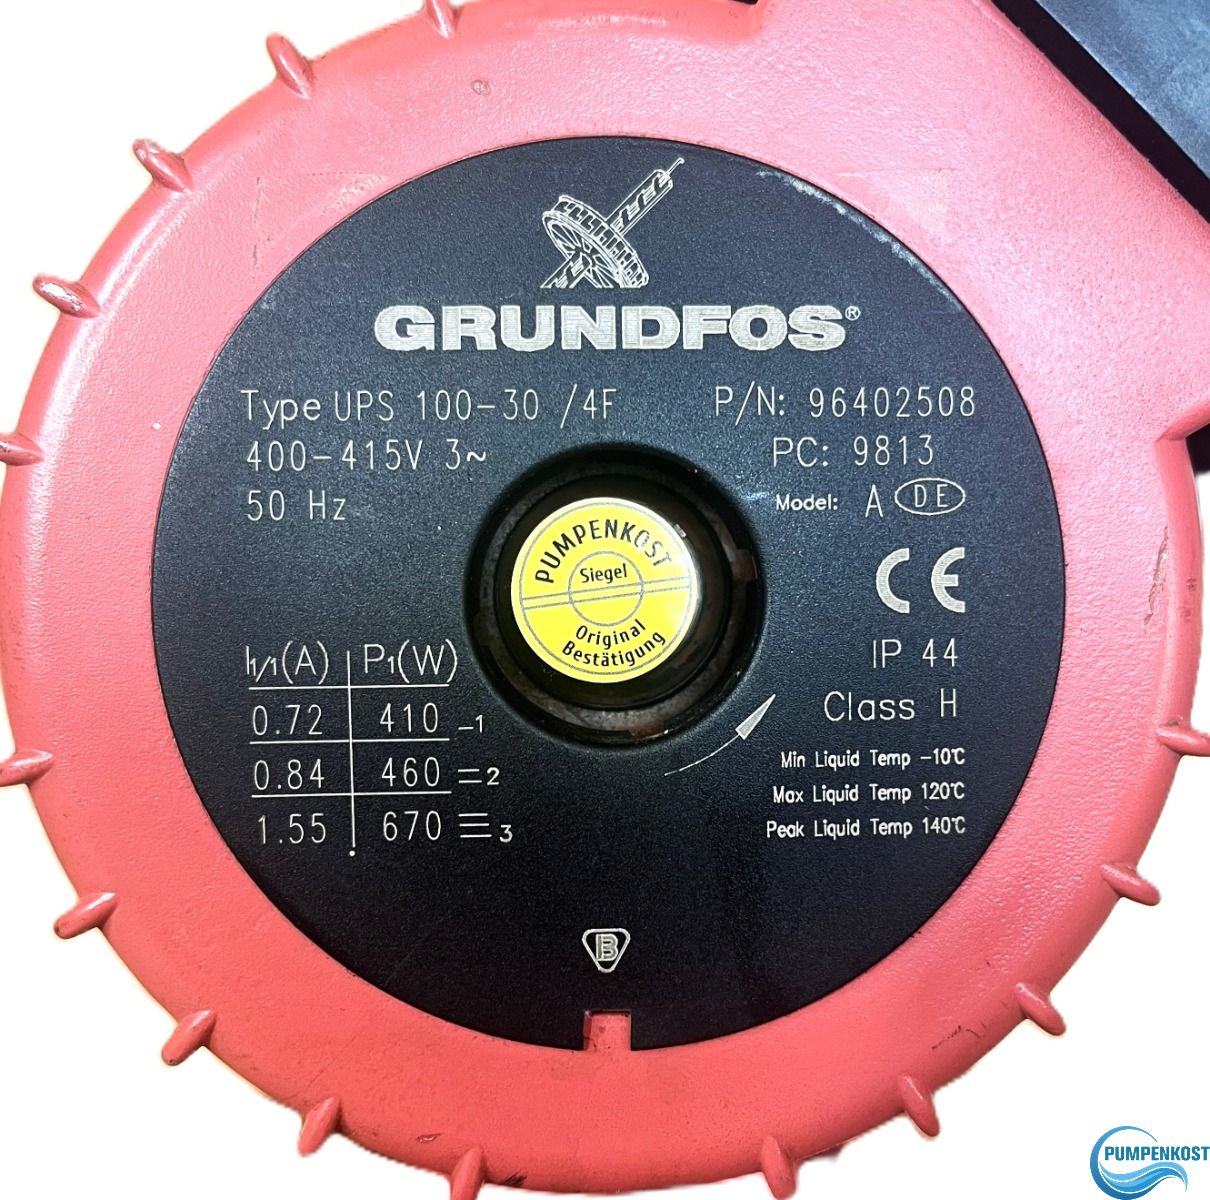 GRUNDFOS®
Type UPS 100-30 /4F
400-415V 3~
50 Hz
P/N: 96402508
PC: 9813
Model: A DE
PUMPENKOST
Siegel
Original
Bestätigung
CE
IP 44
Class H
Min Liquid Temp -10°C
Max Liquid Temp 120°C
Peak Liquid Temp 140°C
I1/1(A) P1(W)
0.72 410 1
0.84 460 2
1.55 670 3
B
PUMPENKOST